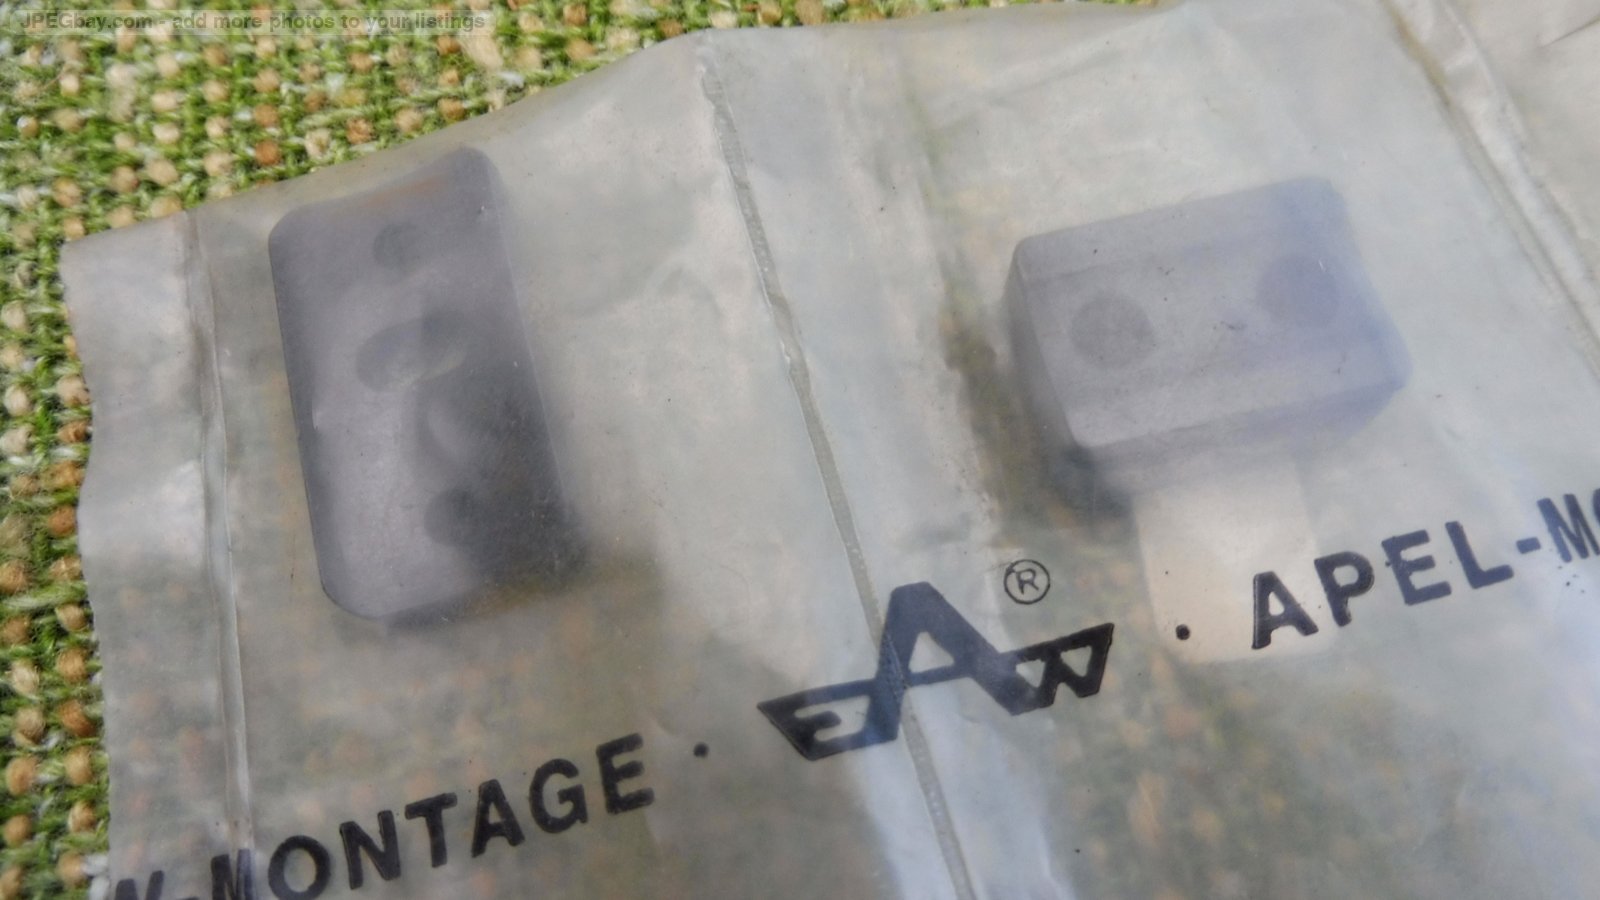 JPEGbay.com - add more photos to your listings
-MONTAGE · EAW ® · APEL-M